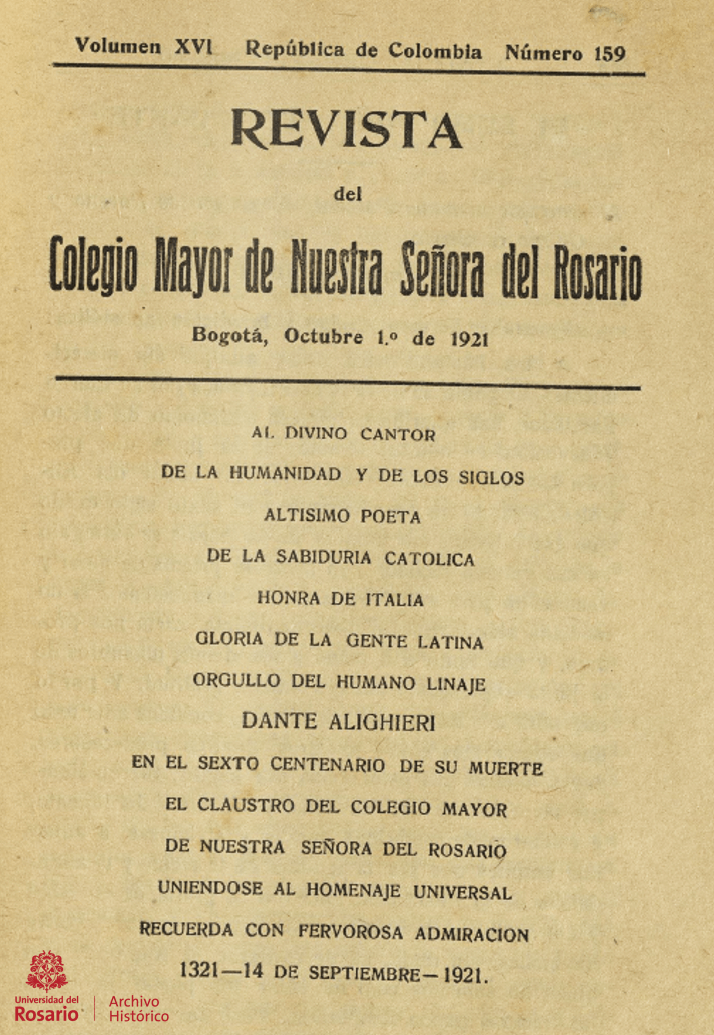 Volumen XVI República de Colombia Número 159
REVISTA
del
Colegio Mayor de Nuestra Señora del Rosario
Bogotá, Octubre 1.º de 1921
AL DIVINO CANTOR
DE LA HUMANIDAD Y DE LOS SIGLOS
ALTISIMO POETA
DE LA SABIDURIA CATOLICA
HONRA DE ITALIA
GLORIA DE LA GENTE LATINA
ORGULLO DEL HUMANO LINAJE
DANTE ALIGHIERI
EN EL SEXTO CENTENARIO DE SU MUERTE
EL CLAUSTRO DEL COLEGIO MAYOR
DE NUESTRA SEÑORA DEL ROSARIO
UNIENDOSE AL HOMENAJE UNIVERSAL
RECUERDA CON FERVOROSA ADMIRACION
1321—14 DE SEPTIEMBRE—1921.
Universidad del
Rosario
Archivo
Histórico